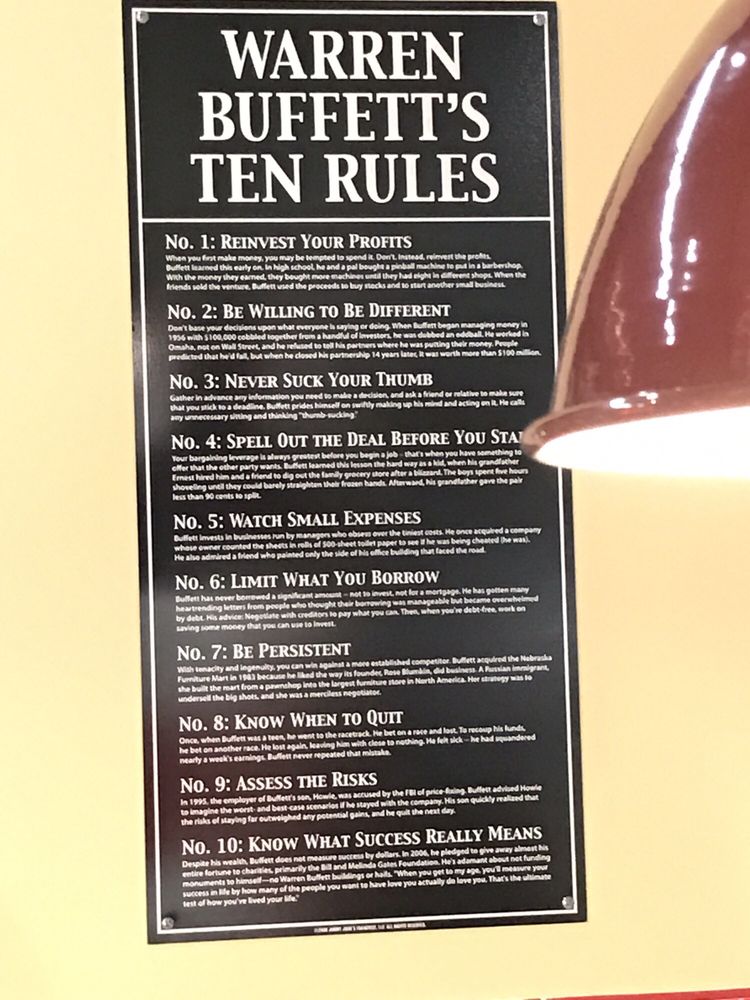 WARREN
BUFFETT'S
TEN RULES
No. 1: Reinvest Your Profits
When you first make money, you may be tempted to spend it. Don't. Instead, reinvest the profits.
Buffett learned this early on. In high school, he and a pal bought a pinball machine to put in a barbershop.
With the money they earned, they bought more machines until they had eight in different shops. When the
friends sold the venture, Buffett used the proceeds to buy stocks and to start another small business.
No. 2: Be Willing to Be Different
Don't base your decisions upon what everyone is saying or doing. When Buffett began managing money in
1956 with $100,000 cobbled together from a handful of investors, he was dubbed an oddball. He worked in
Omaha, not on Wall Street, and he refused to tell his partners where he was putting their money. People
predicted that he'd fail, but when he closed his partnership 14 years later, it was worth more than $100 million.
No. 3: Never Suck Your Thumb
Gather in advance any information you need to make a decision, and ask a friend or relative to make sure
that you stick to a deadline. Buffett prides himself on swiftly making up his mind and acting on it. He calls
any unnecessary sitting and thinking "thumb-sucking."
No. 4: Spell Out the Deal Before You Sta
Your bargaining leverage is always greatest before you begin a job – that's when you have something to
offer that the other party wants. Buffett learned this lesson the hard way as a kid, when his grandfather
Ernest hired him and a friend to dig out the family grocery store after a blizzard. The boys spent five hours
shoveling until they could barely straighten their frozen hands. Afterward, his grandfather gave the pair
less than 90 cents to split.
No. 5: Watch Small Expenses
Buffett invests in businesses run by managers who obsess over the tiniest costs. He once acquired a company
whose owner counted the sheets in rolls of 500-sheet toilet paper to see if he was being cheated (he was).
He also admired a friend who painted only the side of his office building that faced the road.
No. 6: Limit What You Borrow
Buffett has never borrowed a significant amount – not to invest, not for a mortgage. He has gotten many
heartrending letters from people who thought their borrowing was manageable but became overwhelmed
by debt. His advice: Negotiate with creditors to pay what you can. Then, when you're debt-free, work on
saving some money that you can use to invest.
No. 7: Be Persistent
With tenacity and ingenuity, you can win against a more established competitor. Buffett acquired the Nebraska
Furniture Mart in 1983 because he liked the way its founder, Rose Blumkin, did business. A Russian immigrant,
she built the mart from a pawnshop into the largest furniture store in North America. Her strategy was to
undersell the big shots, and she was a merciless negotiator.
No. 8: Know When to Quit
Once, when Buffett was a teen, he went to the racetrack. He bet on a race and lost. To recoup his funds,
he bet on another race. He lost again, leaving him with close to nothing. He felt sick – he had squandered
nearly a week's earnings. Buffett never repeated that mistake.
No. 9: Assess the Risks
In 1995, the employer of Buffett's son, Howie, was accused by the FBI of price-fixing. Buffett advised Howie
to imagine the worst- and best-case scenarios if he stayed with the company. His son quickly realized that
the risks of staying far outweighed any potential gains, and he quit the next day.
No. 10: Know What Success Really Means
Despite his wealth, Buffett does not measure success by dollars. In 2006, he pledged to give away almost his
entire fortune to charities, primarily the Bill and Melinda Gates Foundation. He's adamant about not funding
monuments to himself—no Warren Buffett buildings or halls. "When you get to my age, you'll measure your
success in life by how many of the people you want to have love you actually do love you. That's the ultimate
test of how you've lived your life."
JIMMY JOHN'S FRANCHISE, LLC ALL RIGHTS RESERVED.